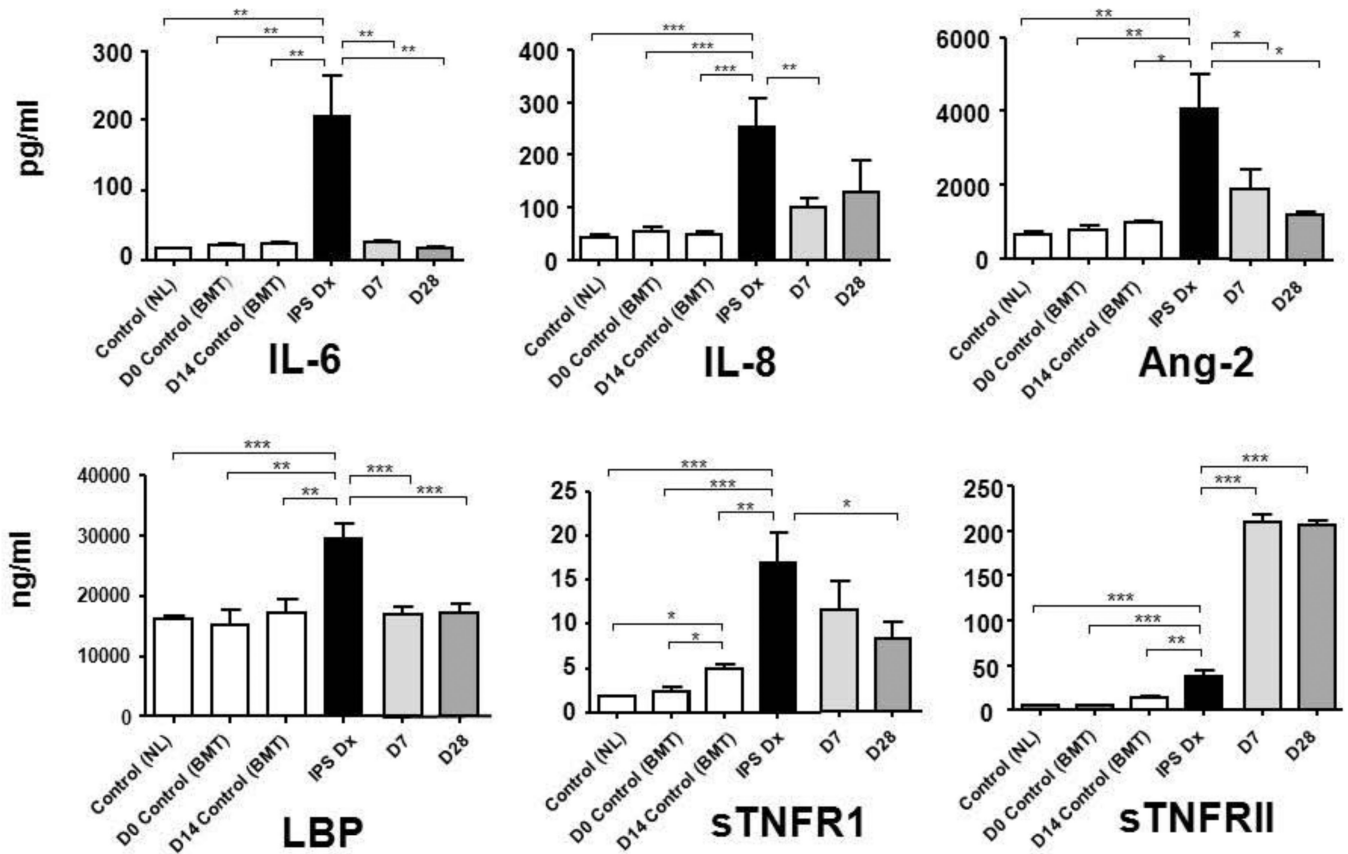 pg/ml
300
200
100
0
**
**
**
**
**
Control (NL)
D0 Control (BMT)
D14 Control (BMT)
IPS Dx
D7
D28
IL-6
400
300
200
100
0
***
***
***
**
Control (NL)
D0 Control (BMT)
D14 Control (BMT)
IPS Dx
D7
D28
IL-8
6000
4000
2000
0
**
**
*
*
*
Control (NL)
D0 Control (BMT)
D14 Control (BMT)
IPS Dx
D7
D28
Ang-2
ng/ml
40000
30000
20000
10000
0
***
**
***
**
***
Control (NL)
D0 Control (BMT)
D14 Control (BMT)
IPS Dx
D7
D28
LBP
25
20
15
10
5
0
***
***
**
*
*
*
Control (NL)
D0 Control (BMT)
D14 Control (BMT)
IPS Dx
D7
D28
sTNFR1
250
200
150
100
50
0
***
***
***
***
**
Control (NL)
D0 Control (BMT)
D14 Control (BMT)
IPS Dx
D7
D28
sTNFRII